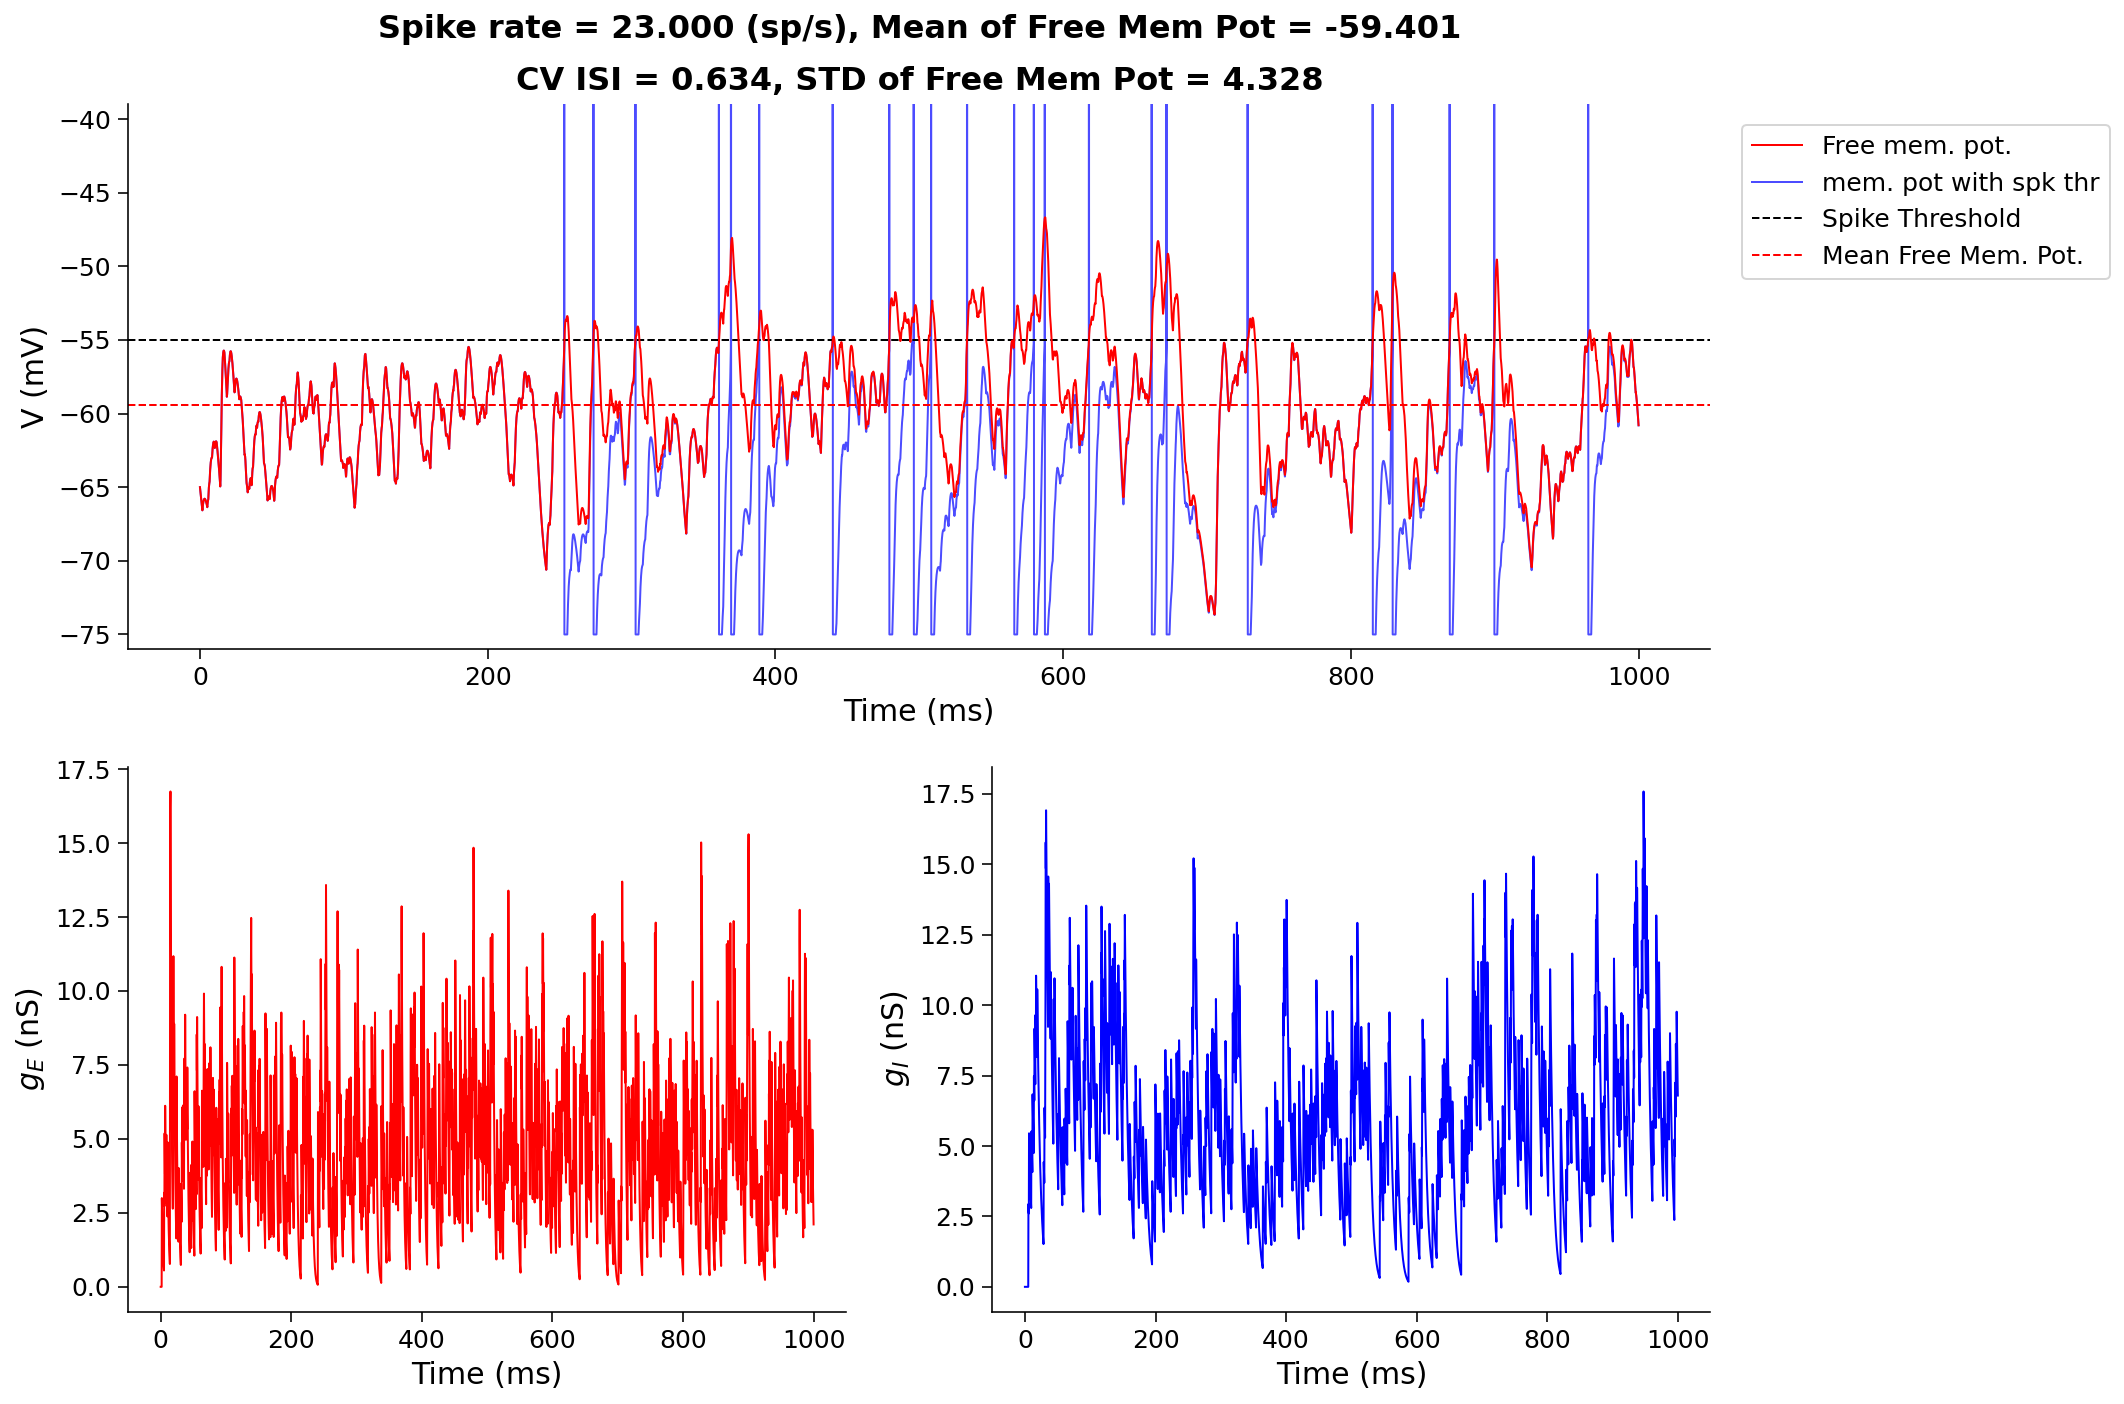 Spike rate = 23.000 (sp/s), Mean of Free Mem Pot = -59.401
CV ISI = 0.634, STD of Free Mem Pot = 4.328
−40
−45
−50
−55
−60
−65
−70
−75
V (mV)
0 200 400 600 800 1000
Time (ms)
Free mem. pot.
mem. pot with spk thr
Spike Threshold
Mean Free Mem. Pot.
17.5
15.0
12.5
10.0
7.5
5.0
2.5
0.0
g_E (nS)
0 200 400 600 800 1000
Time (ms)
17.5
15.0
12.5
10.0
7.5
5.0
2.5
0.0
g_I (nS)
0 200 400 600 800 1000
Time (ms)